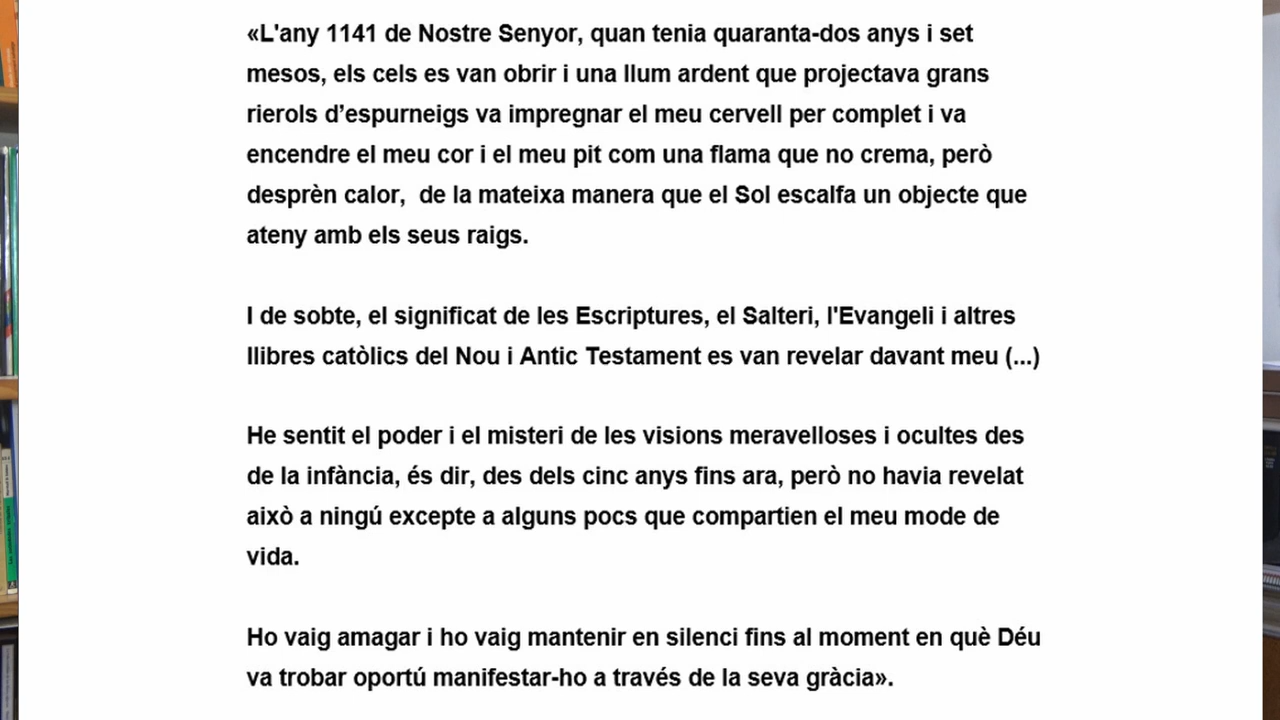 «L'any 1141 de Nostre Senyor, quan tenia quaranta-dos anys i set
mesos, els cels es van obrir i una llum ardent que projectava grans
rierols d’espurneigs va impregnar el meu cervell per complet i va
encendre el meu cor i el meu pit com una flama que no crema, però
desprèn calor,  de la mateixa manera que el Sol escalfa un objecte que
ateny amb els seus raigs.
I de sobte, el significat de les Escriptures, el Salteri, l'Evangeli i altres
llibres catòlics del Nou i Antic Testament es van revelar davant meu (...)
He sentit el poder i el misteri de les visions meravelloses i ocultes des
de la infància, és dir, des dels cinc anys fins ara, però no havia revelat
això a ningú excepte a alguns pocs que compartien el meu mode de
vida.
Ho vaig amagar i ho vaig mantenir en silenci fins al moment en què Déu
va trobar oportú manifestar-ho a través de la seva gràcia».